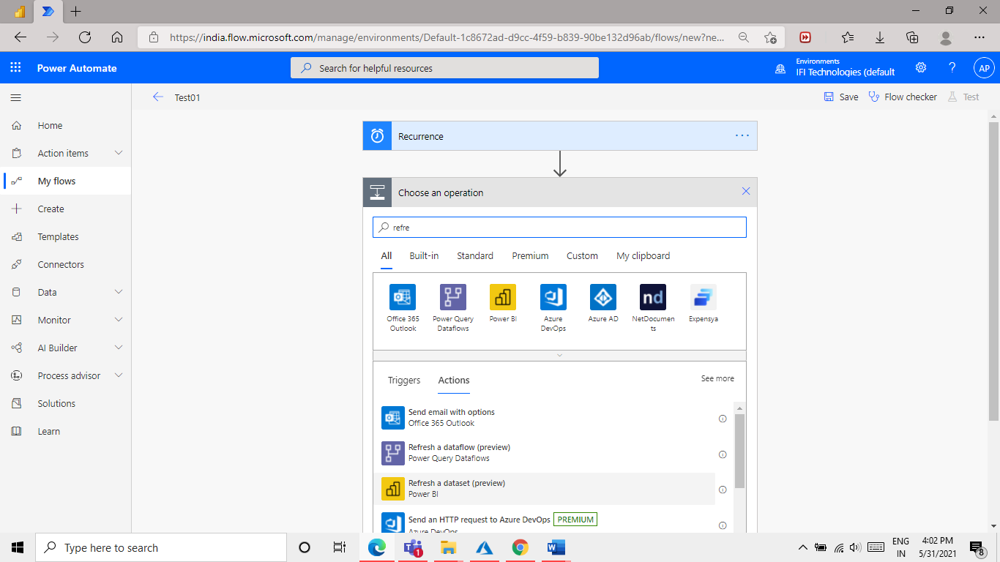 https://india.flow.microsoft.com/manage/environments/Default-1c8672ad-d9cc-4f59-b839-90be132d96ab/flows/new?ne...
Power Automate
Search for helpful resources
Environments
IFI Technologies (default
?
AP
Test01
Save
Flow checker
Test
Home
Action items
My flows
Create
Templates
Connectors
Data
Monitor
AI Builder
Process advisor
Solutions
Learn
Recurrence
Choose an operation
refre
All
Built-in
Standard
Premium
Custom
My clipboard
Office 365
Outlook
Power Query
Dataflows
Power BI
Azure
DevOps
Azure AD
nd
NetDocumen
ts
Expensya
Triggers
Actions
See more
Send email with options
Office 365 Outlook
Refresh a dataflow (preview)
Power Query Dataflows
Refresh a dataset (preview)
Power BI
Send an HTTP request to Azure DevOps PREMIUM
Azure DevOps
Type here to search
1
ENG
IN
4:02 PM
5/31/2021
8